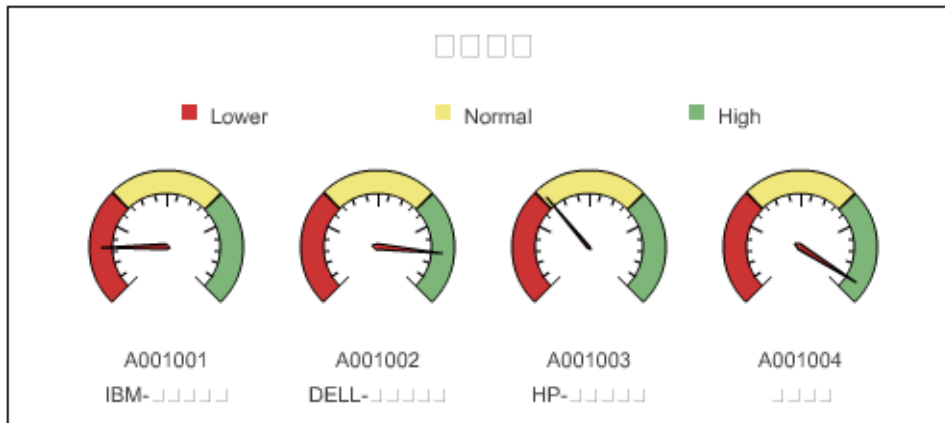 □□□□
Lower Normal High
A001001 A001002 A001003 A001004
IBM-□□□□□ DELL-□□□□□ HP-□□□□□ □□□□